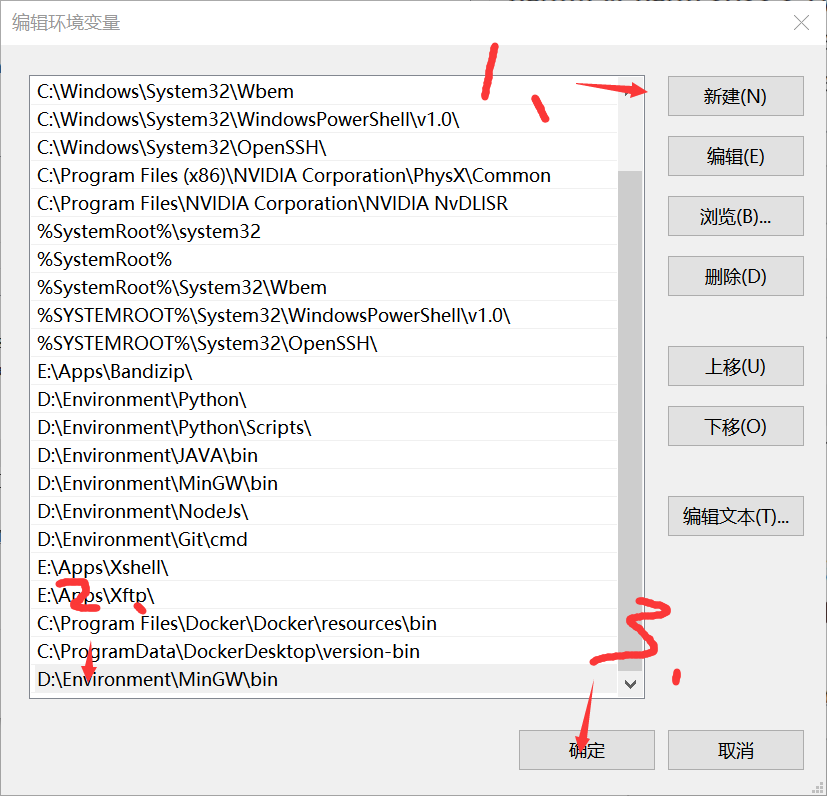 编辑环境变量
1、
C:\Windows\System32\Wbem
新建(N)
C:\Windows\System32\WindowsPowerShell\v1.0\
C:\Windows\System32\OpenSSH\
编辑(E)
C:\Program Files (x86)\NVIDIA Corporation\PhysX\Common
C:\Program Files\NVIDIA Corporation\NVIDIA NvDLISR
浏览(B)...
%SystemRoot%\system32
%SystemRoot%
删除(D)
%SystemRoot%\System32\Wbem
%SYSTEMROOT%\System32\WindowsPowerShell\v1.0\
%SYSTEMROOT%\System32\OpenSSH\
上移(U)
E:\Apps\Bandizip\
D:\Environment\Python\
下移(O)
D:\Environment\Python\Scripts\
D:\Environment\JAVA\bin
D:\Environment\MinGW\bin
D:\Environment\NodeJs\
编辑文本(T)...
D:\Environment\Git\cmd
E:\Apps\Xshell\
E:\Apps\Xftp\
2、
3.
C:\Program Files\Docker\Docker\resources\bin
C:\ProgramData\DockerDesktop\version-bin
D:\Environment\MinGW\bin
确定
取消